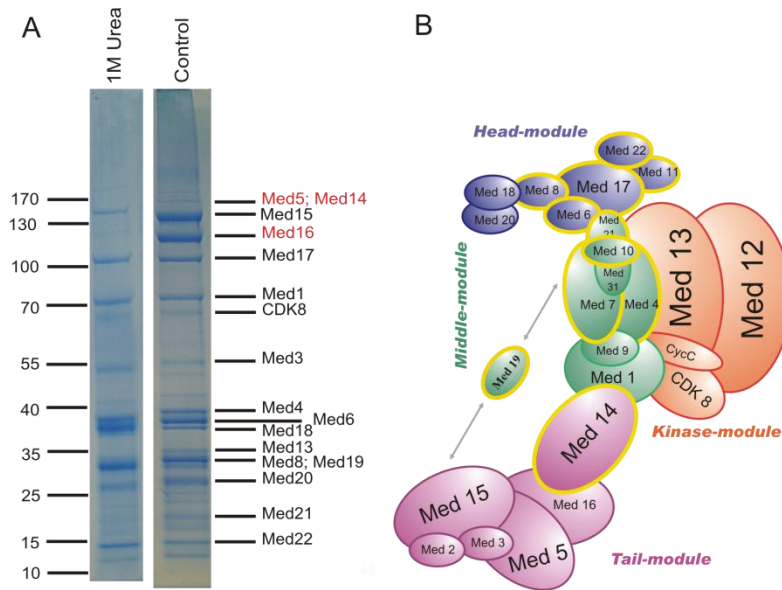 A
1M Urea
Control
170
130
100
70
55
40
35
25
15
10
Med5; Med14
Med15
Med16
Med17
Med1
CDK8
Med3
Med4
Med6
Med18
Med13
Med8; Med19
Med20
Med21
Med22
B
Head-module
Med 22
Med 11
Med 18
Med 8
Med 17
Med 20
Med 6
Med
21
Med 10
Med
31
Med 7
Med 4
Med 13
Med 12
Middle-module
Med 19
Med 9
CycC
Med 1
CDK 8
Kinase-module
Med 14
Med 15
Med 16
Med 2
Med 3
Med 5
Tail-module